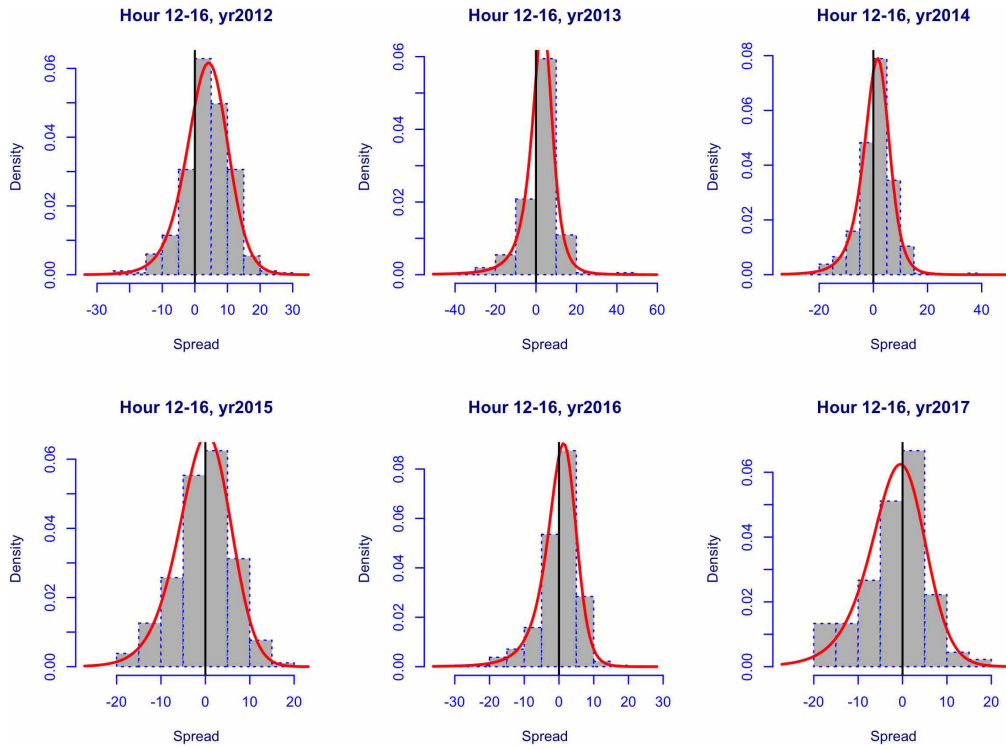 Hour 12-16, yr2012
Density
0.00 0.02 0.04 0.06
-30 -10 0 10 20 30
Spread
Hour 12-16, yr2013
Density
0.00 0.02 0.04 0.06
-40 -20 0 20 40 60
Spread
Hour 12-16, yr2014
Density
0.00 0.02 0.04 0.06 0.08
-20 0 20 40
Spread
Hour 12-16, yr2015
Density
0.00 0.02 0.04 0.06
-20 -10 0 10 20
Spread
Hour 12-16, yr2016
Density
0.00 0.02 0.04 0.06 0.08
-30 -10 0 10 20 30
Spread
Hour 12-16, yr2017
Density
0.00 0.02 0.04 0.06
-20 -10 0 10 20
Spread